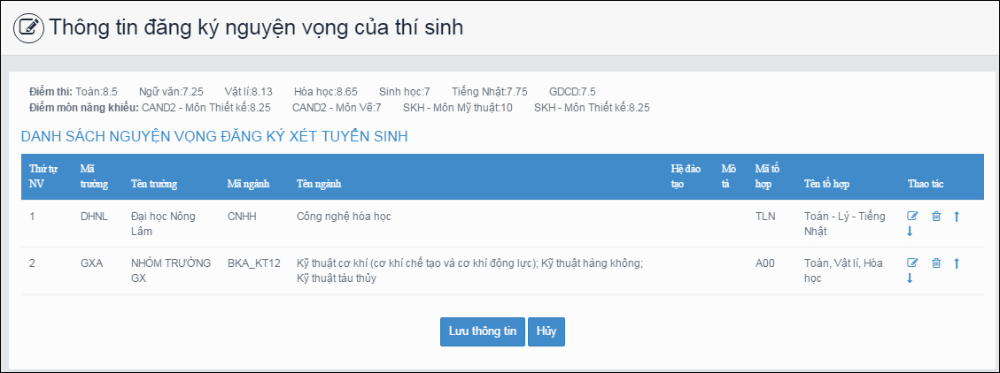 Thông tin đăng ký nguyện vọng của thí sinh
Điểm thi: Toán:8.5 Ngữ văn:7.25 Vật lí:8.13 Hóa học:8.65 Sinh học:7 Tiếng Nhật:7.75 GDCD:7.5
Điểm môn năng khiếu: CAND2 - Môn Thiết kế:8.25 CAND2 - Môn Vẽ:7 SKH - Môn Mỹ thuật:10 SKH - Môn Thiết kế:8.25
DANH SÁCH NGUYỆN VỌNG ĐĂNG KÝ XÉT TUYỂN SINH
Thứ tự Mã Hệ đào Mô Mã tổ
NV trường Tên trường Mã ngành Tên ngành tạo tả hợp Tên tổ hợp Thao tác
1 DHNL Đại học Nông CNHH Công nghệ hóa học TLN Toán - Lý - Tiếng
Lâm Nhật
2 GXA NHÓM TRƯỜNG BKA_KT12 Kỹ thuật cơ khí (cơ khí chế tạo và cơ khí động lực); Kỹ thuật hàng không; A00 Toán, Vật lí, Hóa
GX Kỹ thuật tàu thủy học
Lưu thông tin Hủy